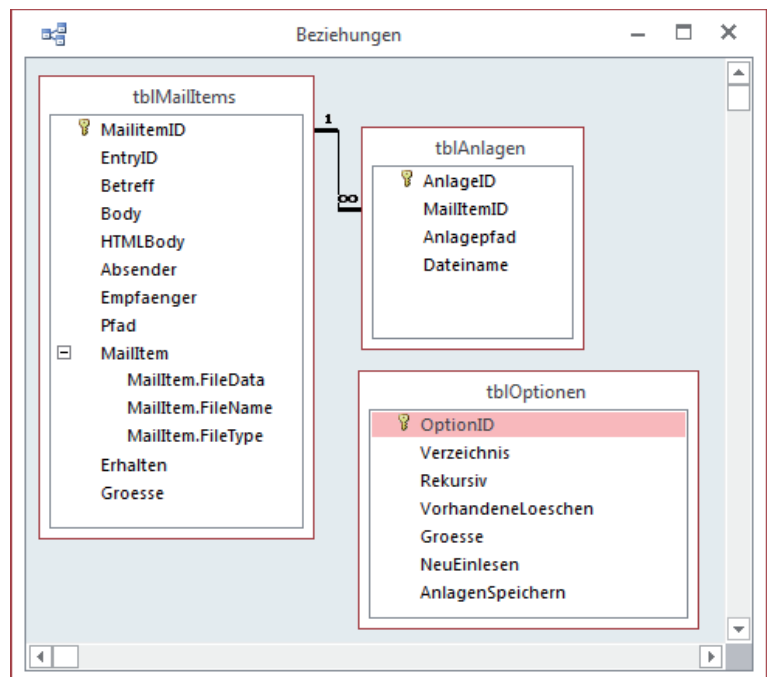 Beziehungen
tblMailItems
MailitemID
EntryID
Betreff
Body
HTMLBody
Absender
Empfaenger
Pfad
MailItem
MailItem.FileData
MailItem.FileName
MailItem.FileType
Erhalten
Groesse
1
∞
tblAnlagen
AnlageID
MailItemID
Anlagepfad
Dateiname
tblOptionen
OptionID
Verzeichnis
Rekursiv
VorhandeneLoeschen
Groesse
NeuEinlesen
AnlagenSpeichern